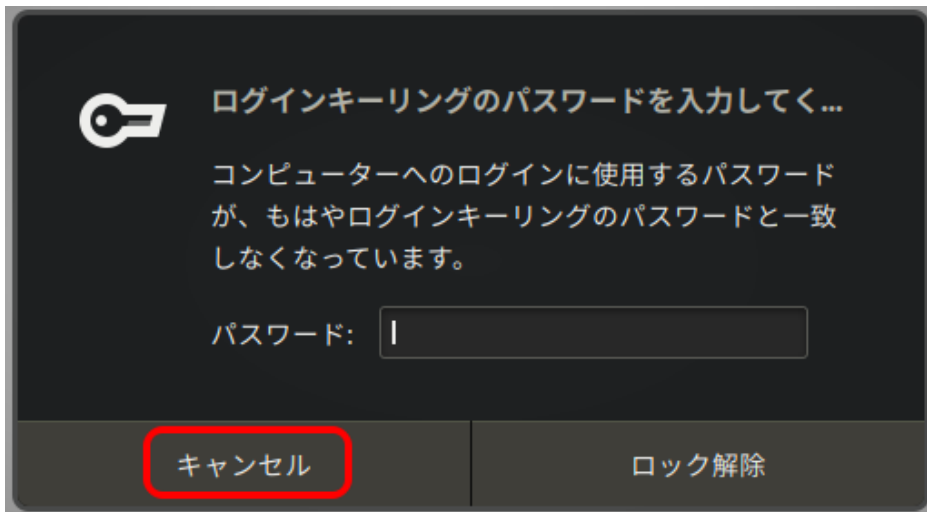 ログインキーリングのパスワードを入力してく...
コンピューターへのログインに使用するパスワード
が、もはやログインキーリングのパスワードと一致
しなくなっています。
パスワード:
キャンセル
ロック解除